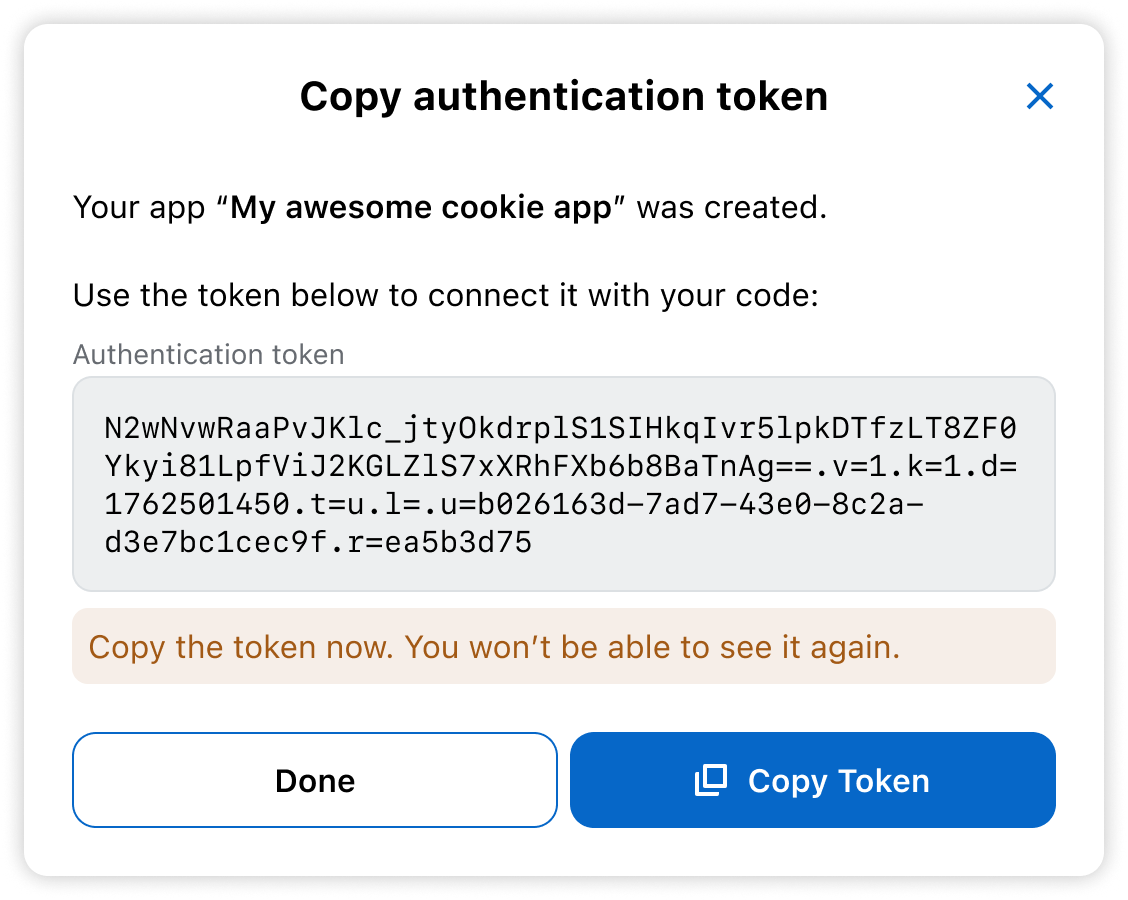 Copy authentication token
Your app “My awesome cookie app” was created.
Use the token below to connect it with your code:
Authentication token
N2wNvwRaaPvJKlc_jtyOkdrplS1SIHkqIvr5lpkDTfzLT8ZF0
Ykyi81LpfViJ2KGLZlS7xXRhFXb6b8BaTnAg==.v=1.k=1.d=
1762501450.t=u.l=.u=b026163d-7ad7-43e0-8c2a-
d3e7bc1cec9f.r=ea5b3d75
Copy the token now. You won’t be able to see it again.
Done
Copy Token